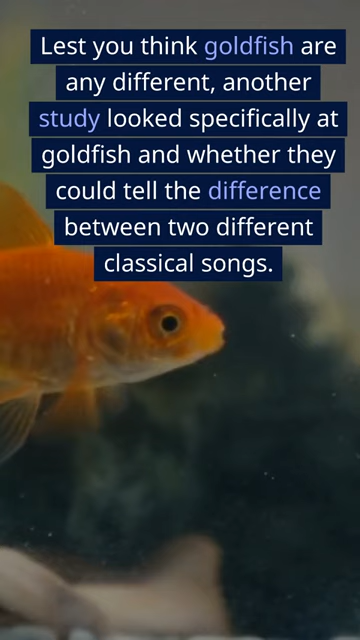 Lest you think goldfish are
any different, another
study looked specifically at
goldfish and whether they
could tell the difference
between two different
classical songs.